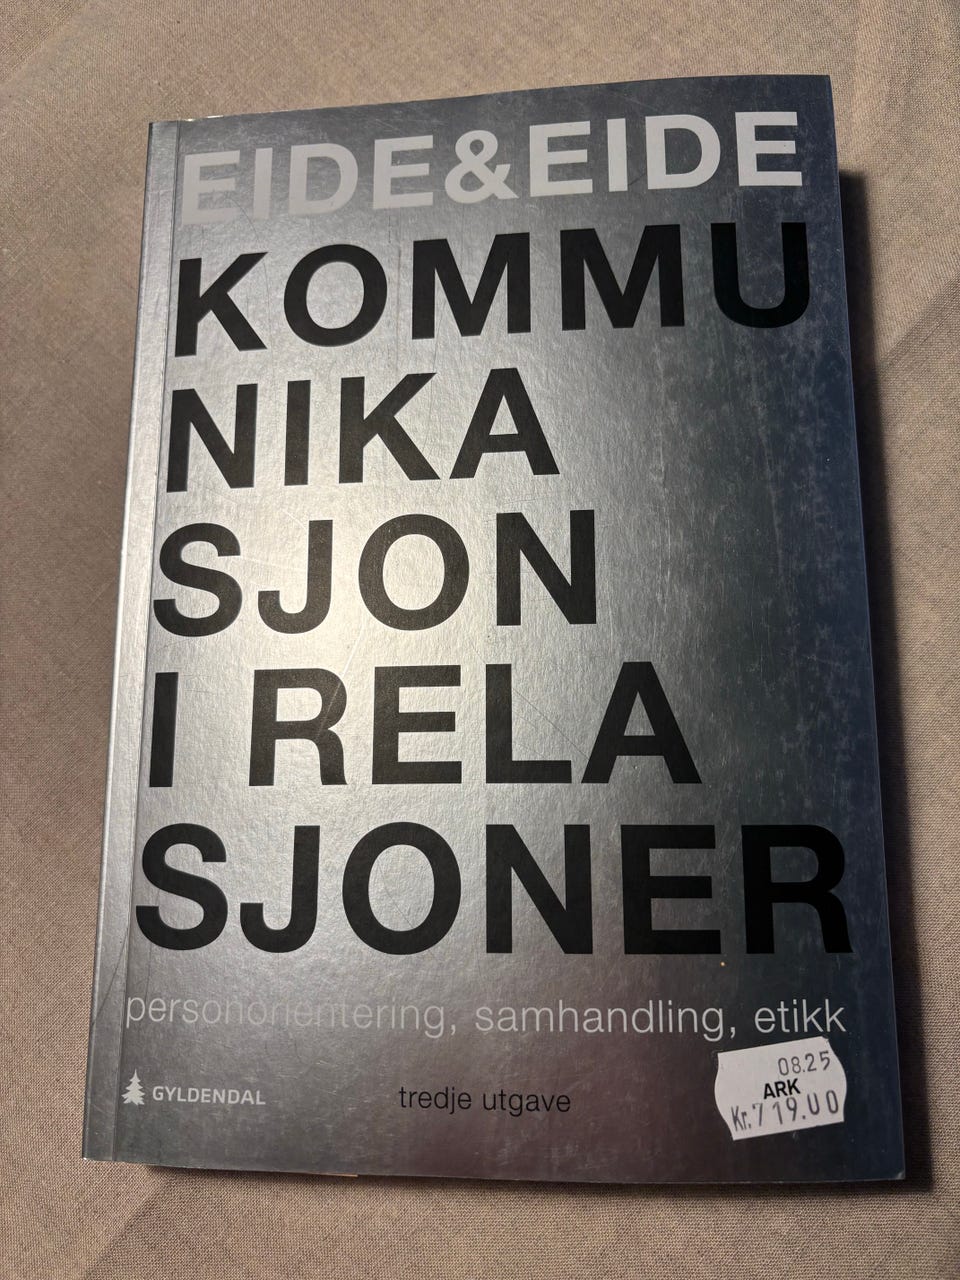 EIDE&EIDE
KOMMU
NIKA
SJON
I RELA
SJONER
personorientering, samhandling, etikk
GYLDENDAL
tredje utgave
08.25
ARK
Kr.719.00